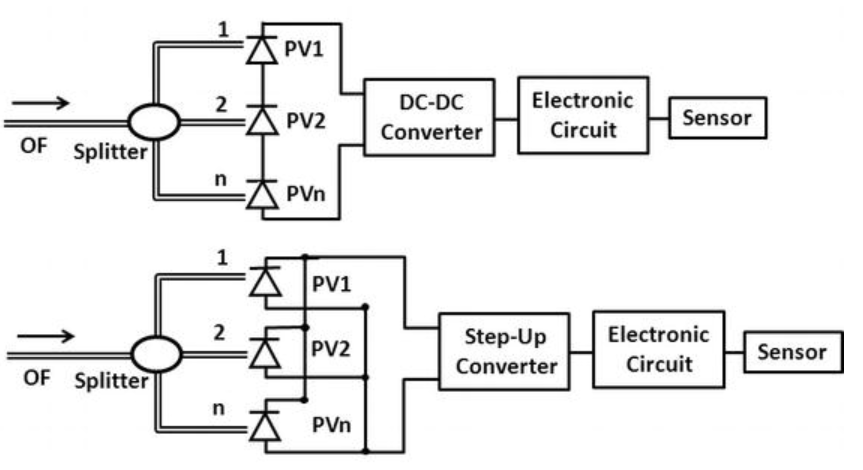 1
PV1
2
PV2
n
PVn
OF
Splitter
DC-DC
Converter
Electronic
Circuit
Sensor
1
PV1
2
PV2
n
PVn
OF
Splitter
Step-Up
Converter
Electronic
Circuit
Sensor